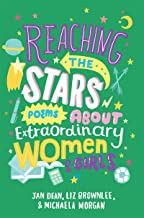 REACHING
THE
STARS
POEMS
ABOUT
EXTRAORDINARY
WOMEN
& GIRLS
JAN DEAN, LIZ BROWNLEE,
& MICHAELA MORGAN